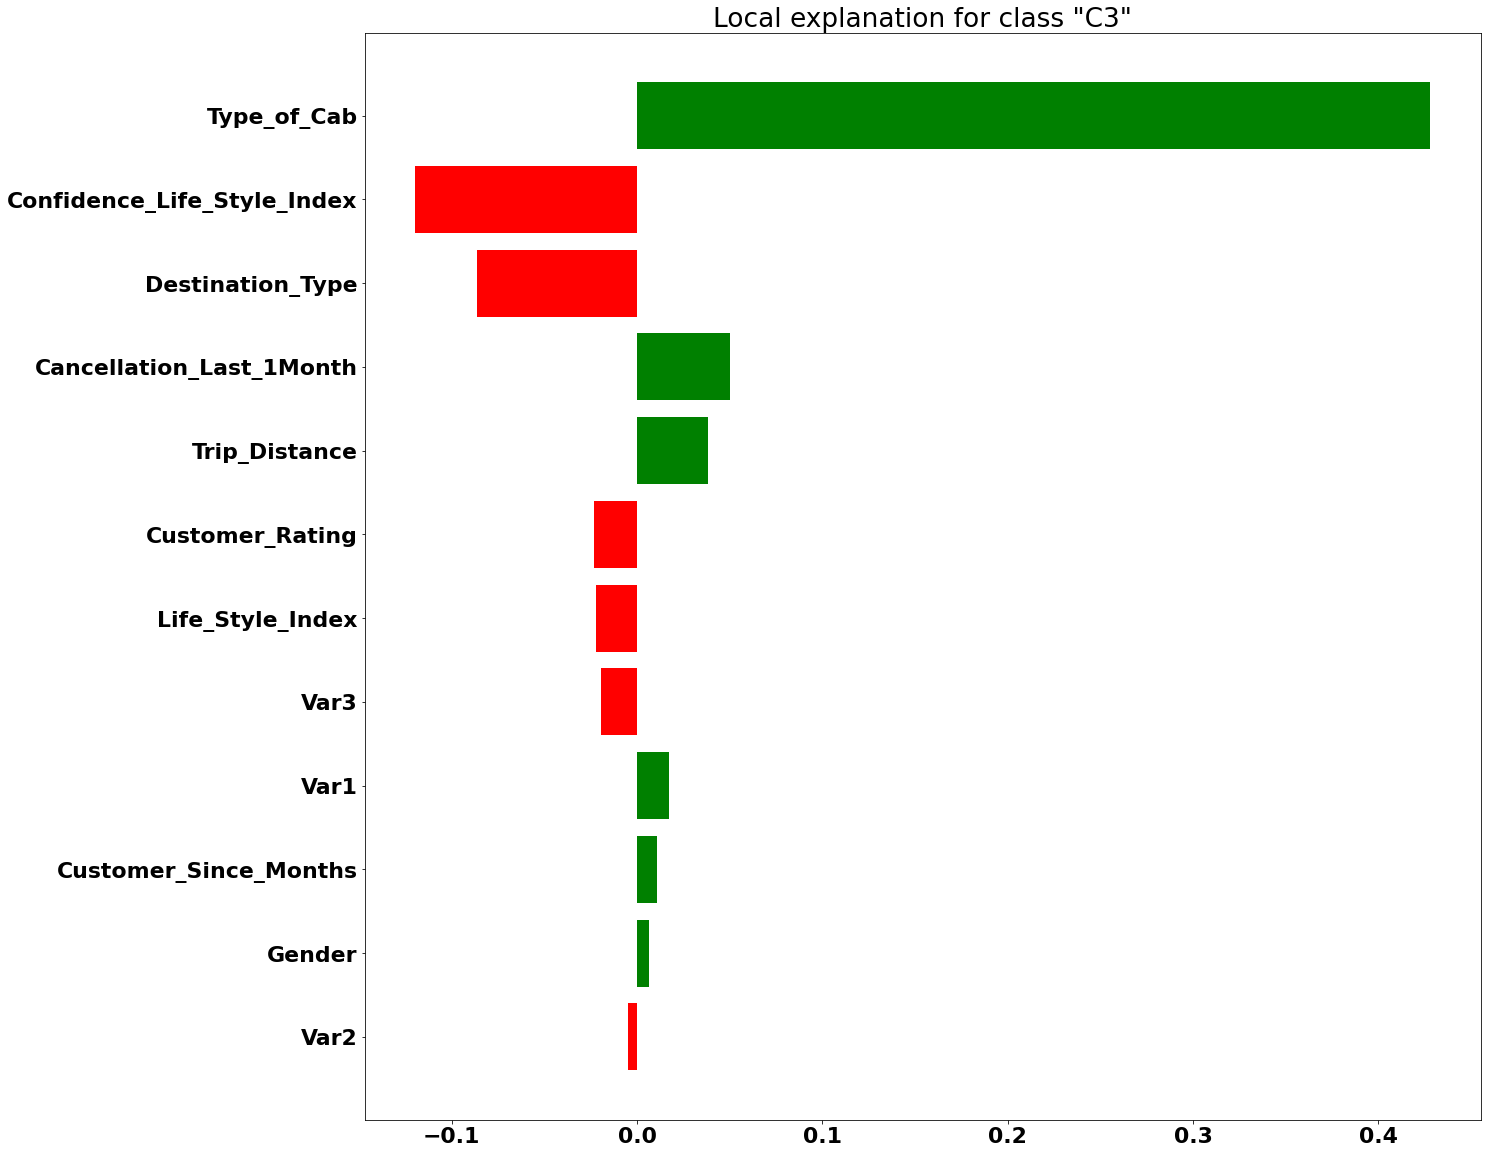 Local explanation for class "C3"
Type_of_Cab
Confidence_Life_Style_Index
Destination_Type
Cancellation_Last_1Month
Trip_Distance
Customer_Rating
Life_Style_Index
Var3
Var1
Customer_Since_Months
Gender
Var2
−0.1 0.0 0.1 0.2 0.3 0.4